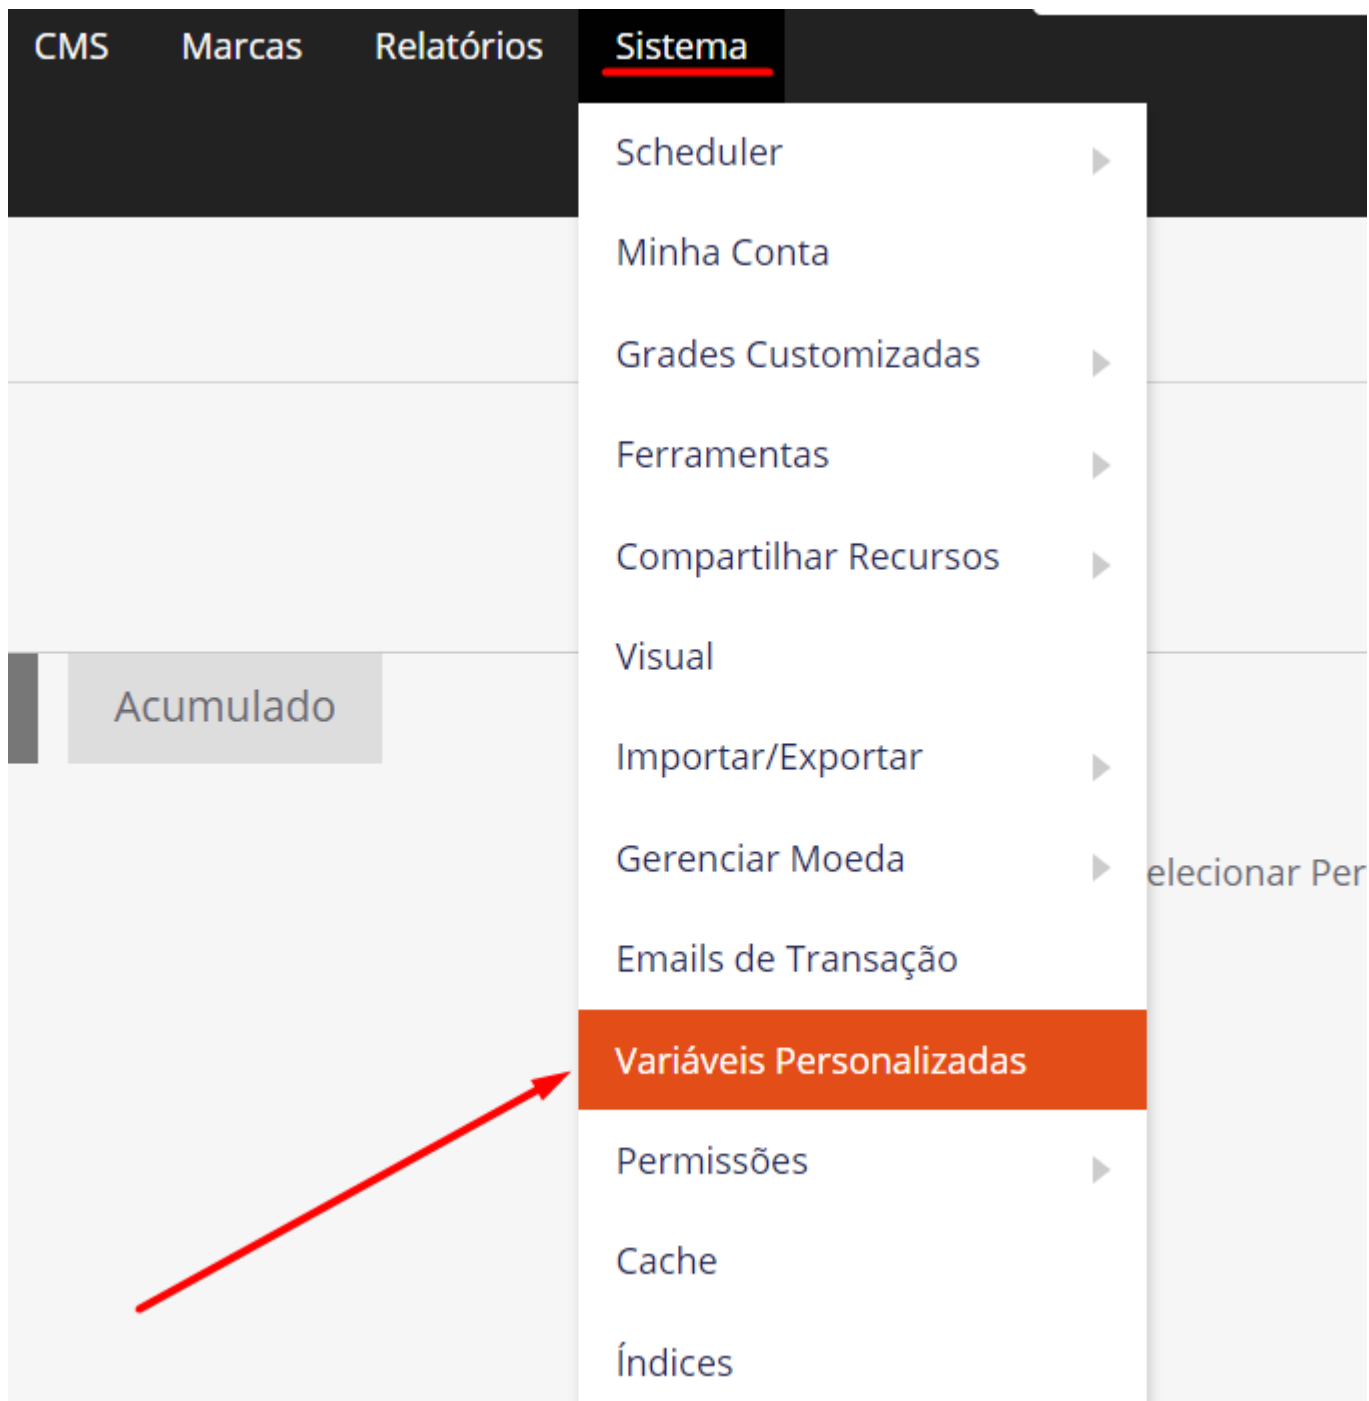 CMS Marcas Relatórios Sistema
Scheduler
Minha Conta
Grades Customizadas
Ferramentas
Compartilhar Recursos
Visual
Acumulado
Importar/Exportar
Gerenciar Moeda
elecionar Per
Emails de Transação
Variáveis Personalizadas
Permissões
Cache
Índices